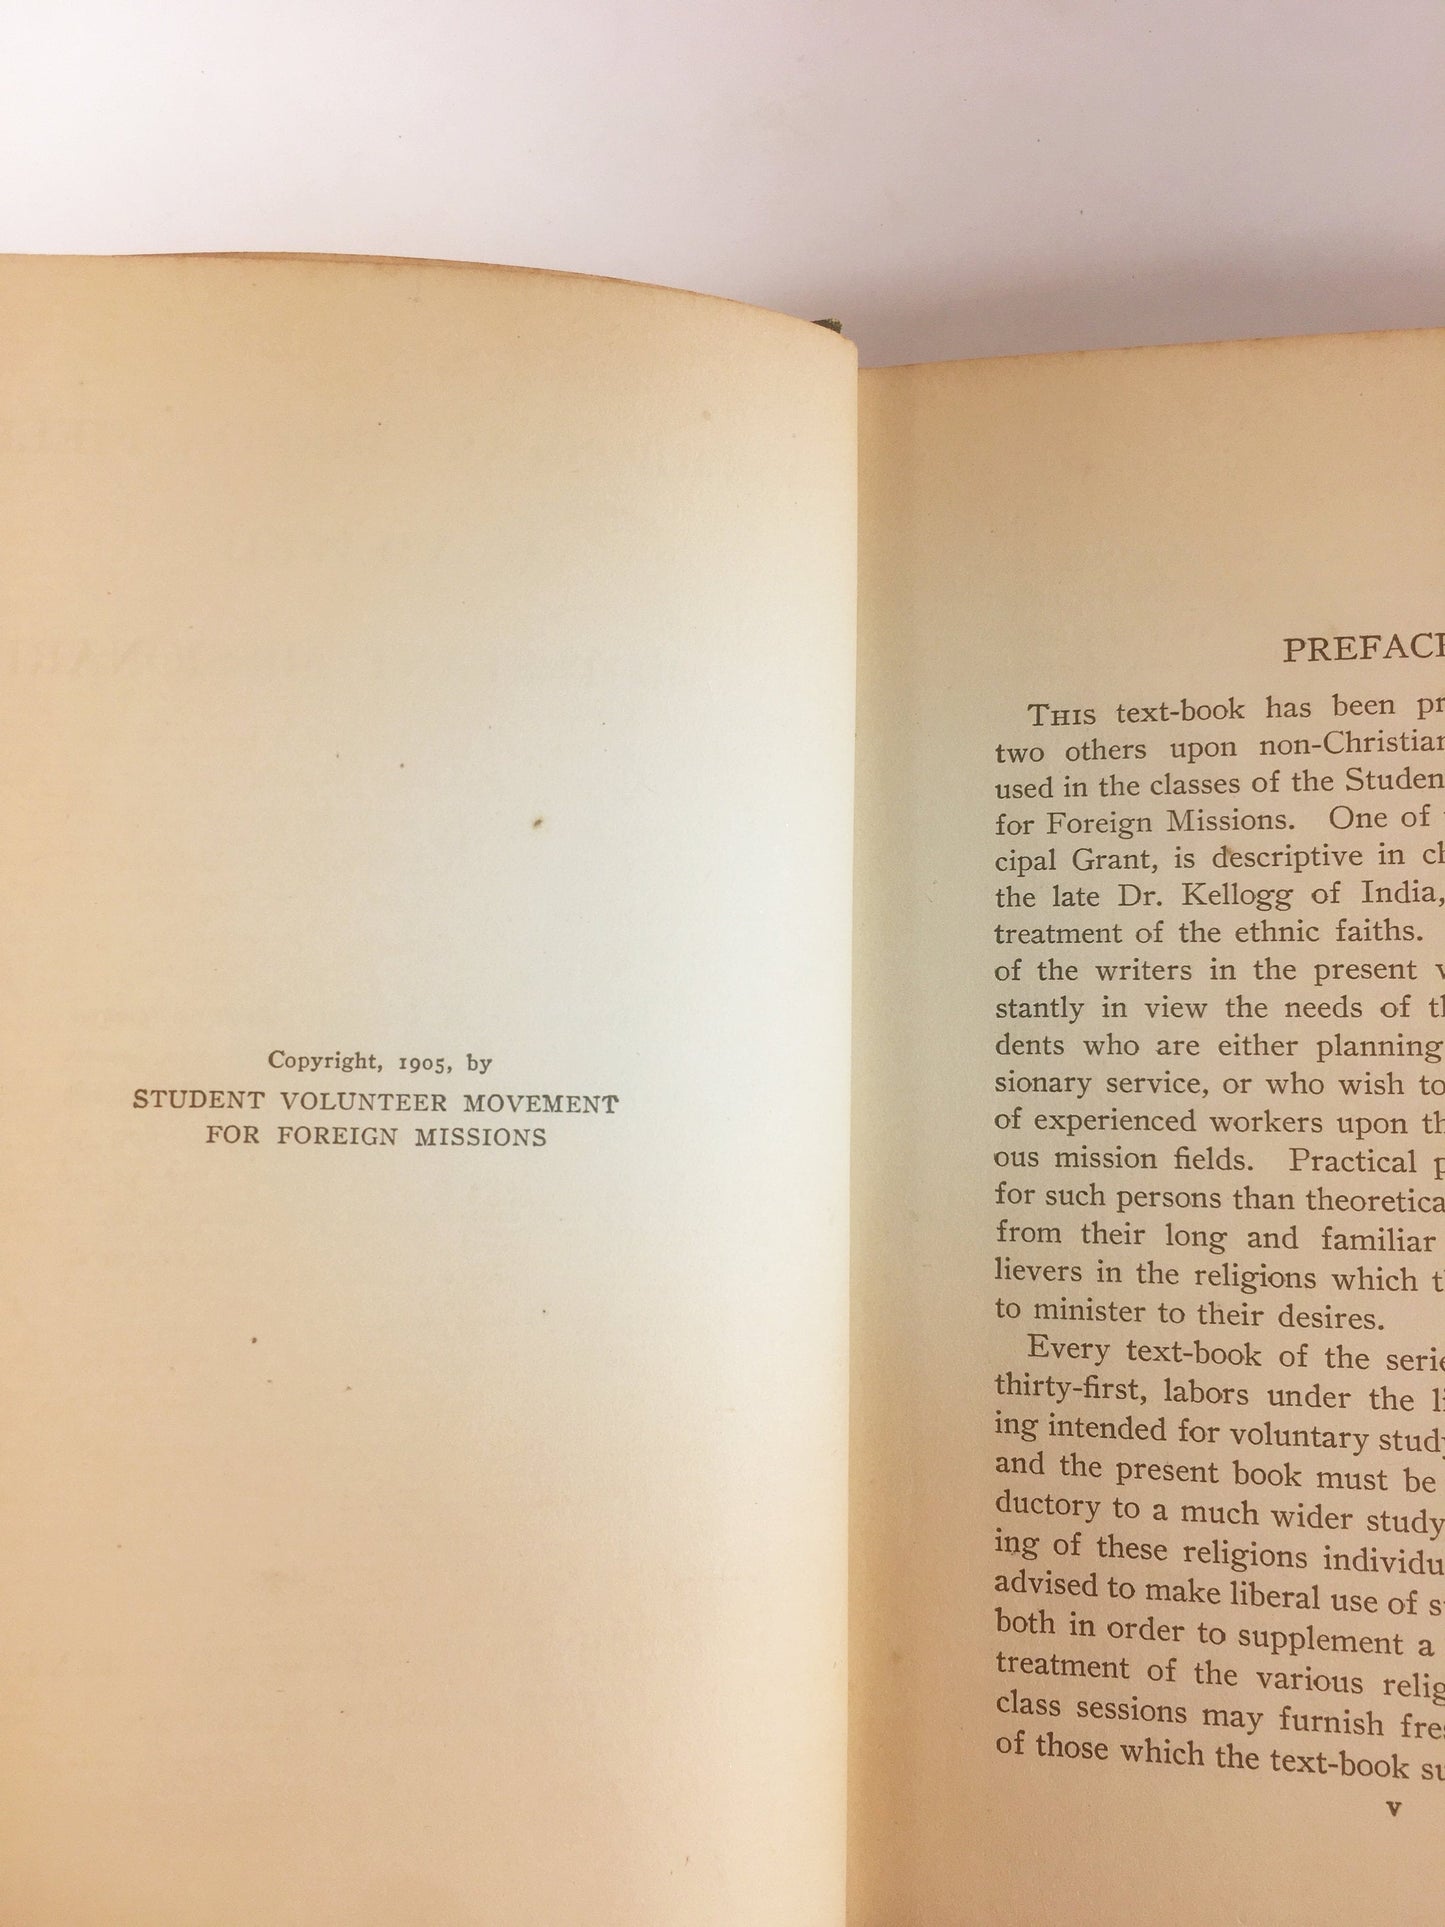 Copyright, 1905, by
STUDENT VOLUNTEER MOVEMENT
FOR FOREIGN MISSIONS
PREFACE
THIS text-book has been pr
two others upon non-Christian
used in the classes of the Studen
for Foreign Missions. One of
cipal Grant, is descriptive in ch
the late Dr. Kellogg of India,
treatment of the ethnic faiths.
of the writers in the present v
stantly in view the needs of th
dents who are either planning
sionary service, or who wish to
of experienced workers upon th
ous mission fields. Practical p
for such persons than theoretica
from their long and familiar
lievers in the religions which t
to minister to their desires.
Every text-book of the serie
thirty-first, labors under the li
ing intended for voluntary study
and the present book must be
ductory to a much wider study
ing of these religions individu
advised to make liberal use of s
both in order to supplement a
treatment of the various relig
class sessions may furnish fres
of those which the text-book su
v